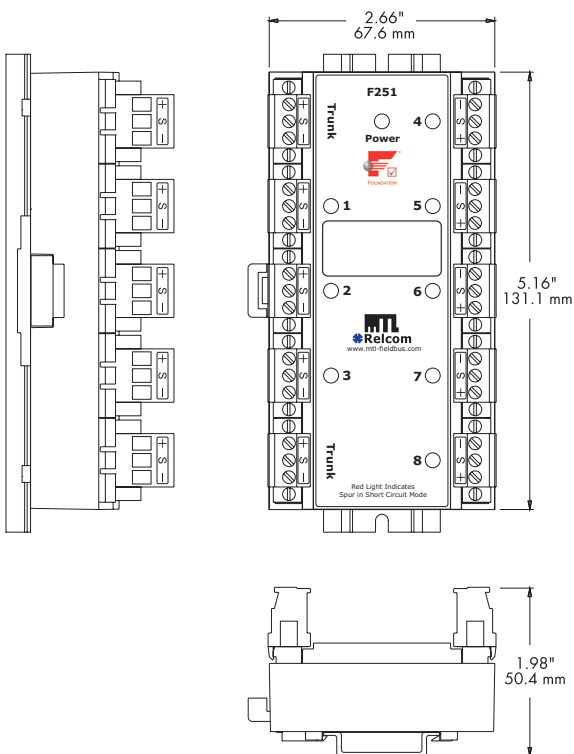 2.66"
67.6 mm
F251
Trunk
Power
4
FOUNDATION
1
5
2
6
5.16"
131.1 mm
MTL
Relcom
www.mtl-fieldbus.com
3
7
Trunk
8
Red Light Indicates
Spur in Short Circuit Mode
+ S -
+ S -
+ S -
+ S -
+ S -
+ S -
+ S -
+ S -
+ S -
+ S -
- S +
- S +
- S +
- S +
- S +
1.98"
50.4 mm